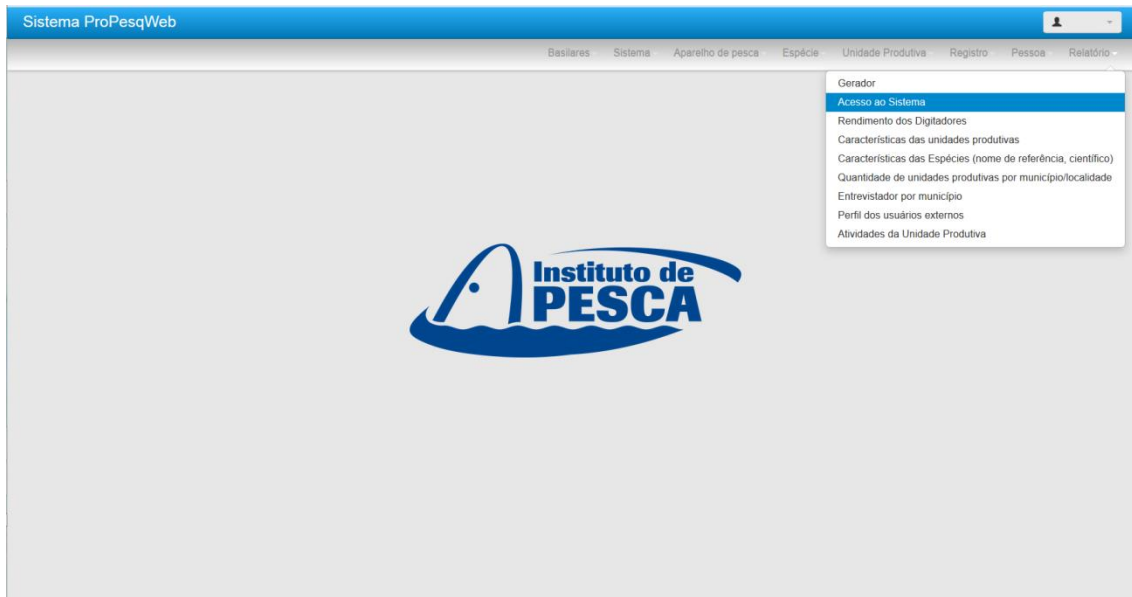 Sistema ProPesqWeb
Basilares Sistema Aparelho de pesca Espécie Unidade Produtiva Registro Pessoa Relatório
Gerador
Acesso ao Sistema
Rendimento dos Digitadores
Características das unidades produtivas
Características das Espécies (nome de referência, científico)
Quantidade de unidades produtivas por município/localidade
Entrevistador por município
Perfil dos usuários externos
Atividades da Unidade Produtiva
Instituto de
PESCA